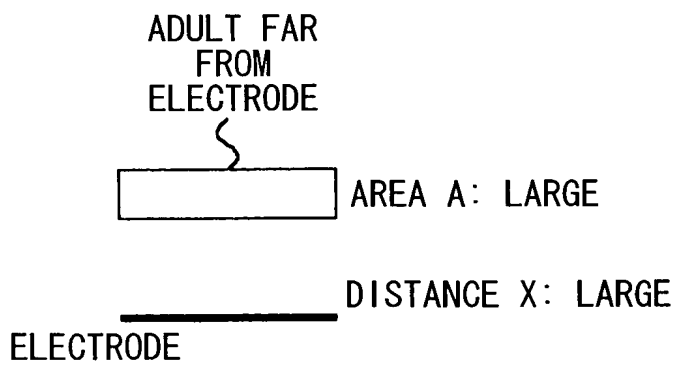 ADULT FAR
FROM
ELECTRODE
AREA A: LARGE
DISTANCE X: LARGE
ELECTRODE